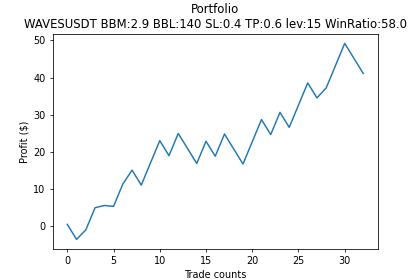 Portfolio
WAVESUSDT BBM:2.9 BBL:140 SL:0.4 TP:0.6 lev:15 WinRatio:58.0
50
40
30
20
10
0
Profit ($)
0 5 10 15 20 25 30
Trade counts